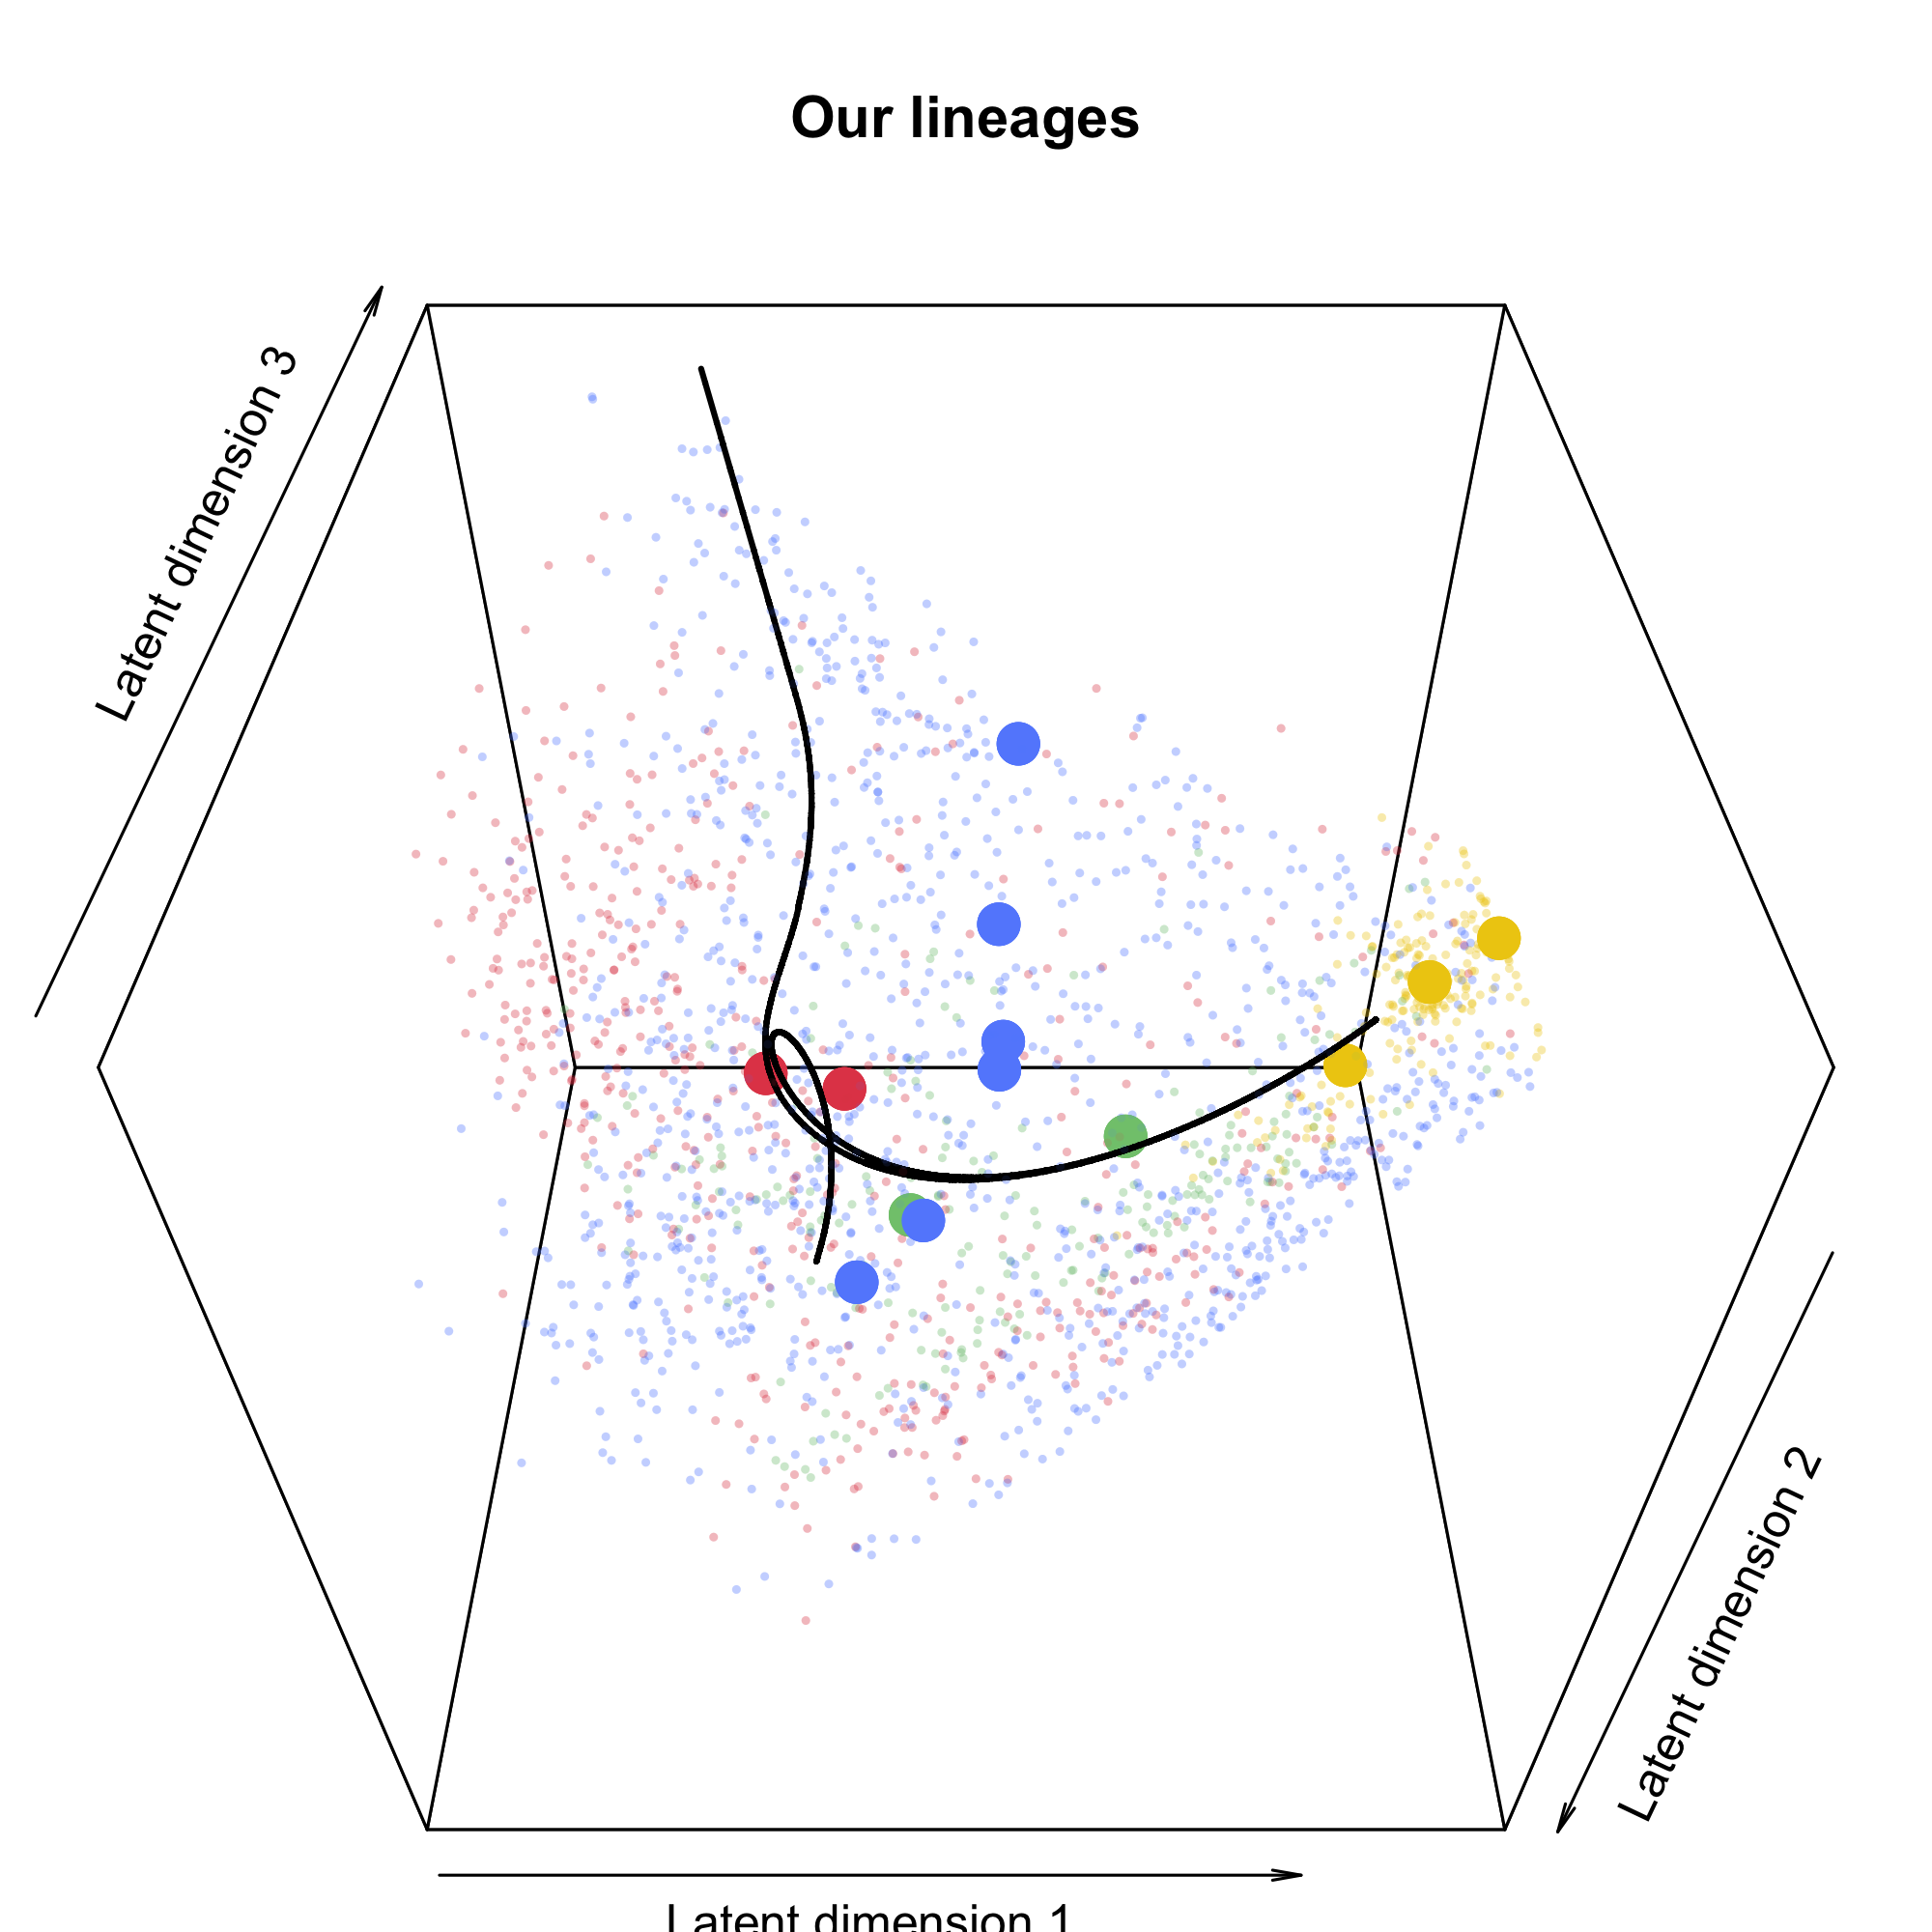 Our lineages
Latent dimension 3
Latent dimension 2
Latent dimension 1